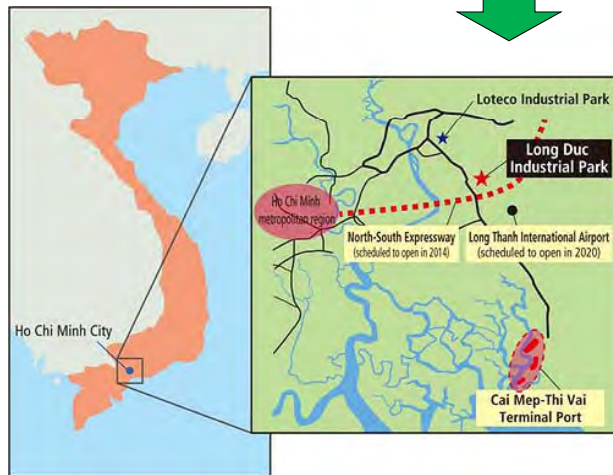 Loteco Industrial Park
Long Duc
Industrial Park
Ho Chi Minh
metropolitan region
North-South Expressway
(scheduled to open in 2014)
Long Thanh International Airport
(scheduled to open in 2020)
Ho Chi Minh City
Cai Mep-Thi Vai
Terminal Port